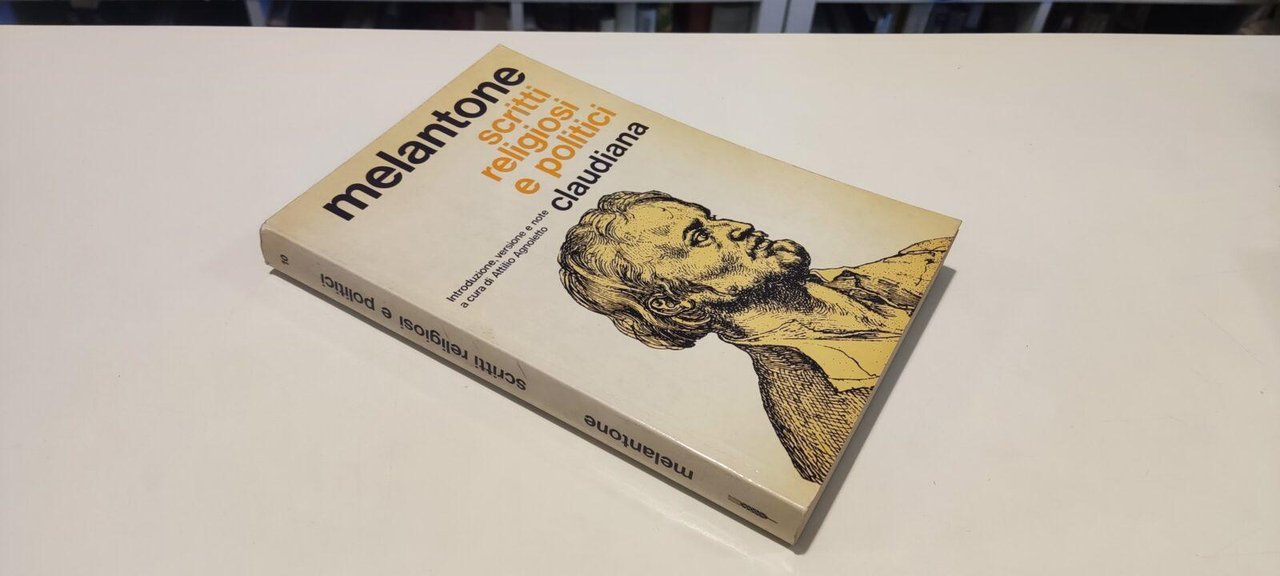 melantone
scritti
religiosi
e politici
claudiana
Introduzione, versione e note
a cura di Attilio Agnoletto
melantone
scritti religiosi e politici